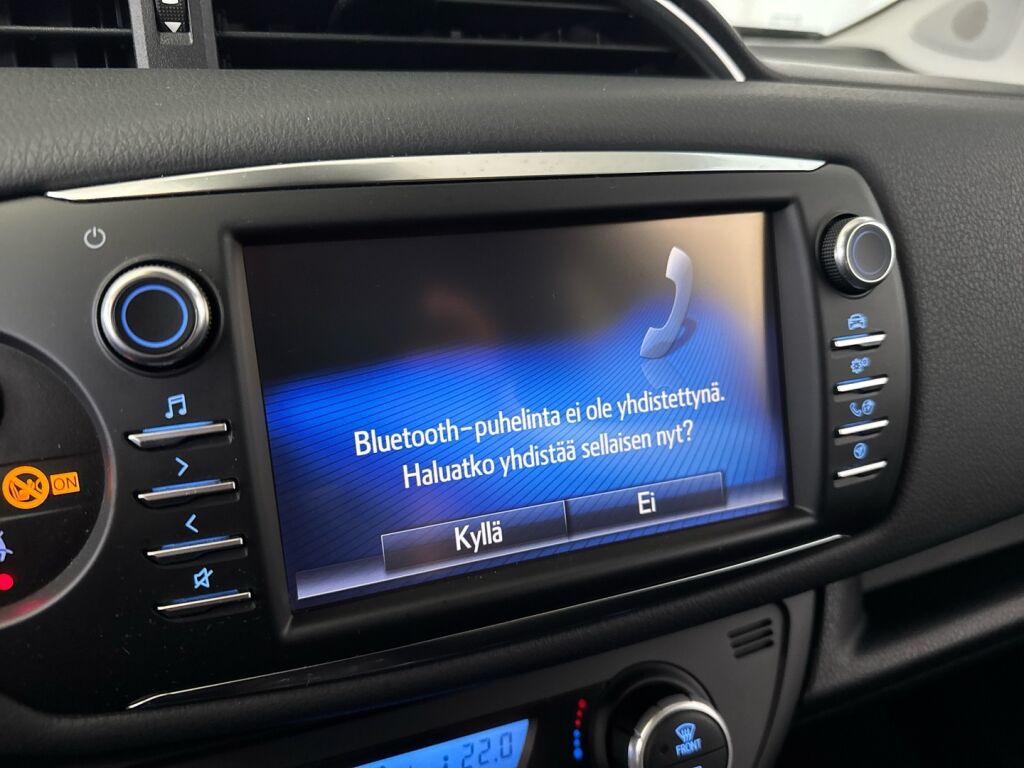 Bluetooth-puhelinta ei ole yhdistettynä.
Haluatko yhdistää sellaisen nyt?
Kyllä
Ei
ON
22.0
FRONT